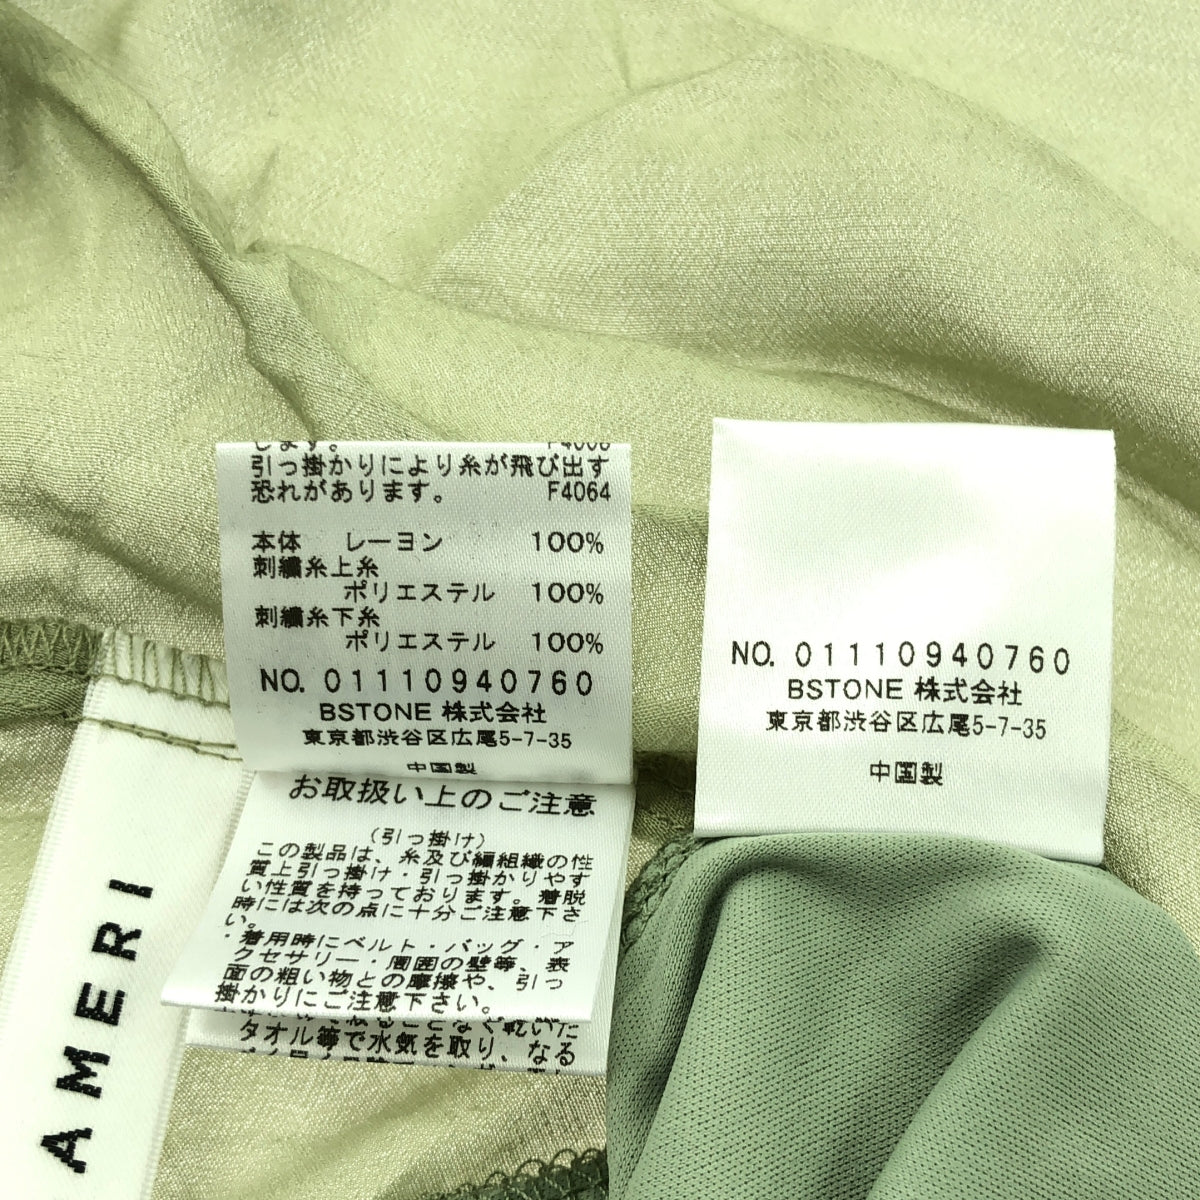 引っ掛かりにより糸が飛び出す
恐れがあります。 F4064
本体 レーヨン 100%
刺繍糸上糸
ポリエステル 100%
刺繍糸下糸
ポリエステル 100%
NO. 01110940760
BSTONE 株式会社
東京都渋谷区広尾5-7-35
中国製
お取扱い上のご注意
(引っ掛け)
この製品は、糸及び編組織の性
質上引っ掛け・引っ掛かりやす
い性質を持っております。着脱
時には次の点に十分ご注意下さ
い。
・着用時にベルト・バッグ・ア
クセサリー・周囲の壁等、表
面の粗い物との摩擦や、引っ
掛かりにご注意下さい。
タオル等で水気を取り、なる
AMERI
NO. 01110940760
BSTONE 株式会社
東京都渋谷区広尾5-7-35
中国製